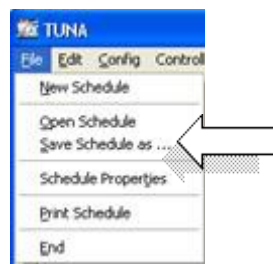 TUNA
File Edit Config Control
New Schedule
Open Schedule
Save Schedule as ...
Schedule Properties
Print Schedule
End